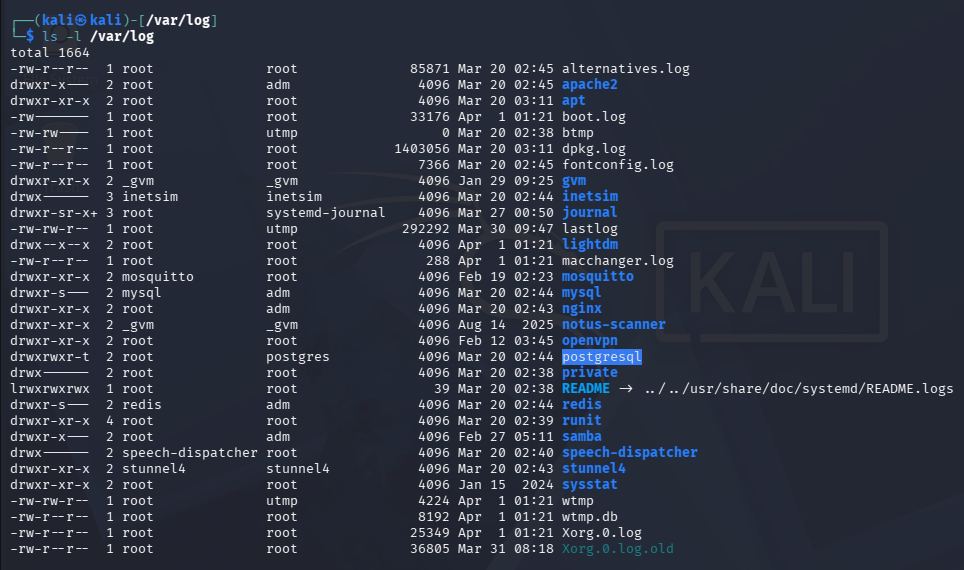 ┌──(kali㉿kali)-[/var/log]
└─$ ls -l /var/log
total 1664
-rw-r--r--  1 root              root              85871 Mar 20 02:45 alternatives.log
drwxr-x---  2 root              adm                4096 Mar 20 02:45 apache2
drwxr-xr-x  2 root              root               4096 Mar 20 03:11 apt
-rw-------  1 root              root              33176 Apr  1 01:21 boot.log
-rw-rw----  1 root              utmp                  0 Mar 20 02:38 btmp
-rw-r--r--  1 root              root            1403056 Mar 20 03:11 dpkg.log
-rw-r--r--  1 root              root               7366 Mar 20 02:45 fontconfig.log
drwxr-xr-x  2 _gvm              _gvm               4096 Jan 29 09:25 gvm
drwx------  3 inetsim           inetsim            4096 Mar 20 02:44 inetsim
drwxr-sr-x+ 3 root              systemd-journal    4096 Mar 27 00:50 journal
-rw-rw-r--  1 root              utmp             292292 Mar 30 09:47 lastlog
drwx--x--x  2 root              root               4096 Apr  1 01:21 lightdm
-rw-r--r--  1 root              root                288 Apr  1 01:21 macchanger.log
drwxr-xr-x  2 mosquitto         root               4096 Feb 19 02:23 mosquitto
drwxr-s---  2 mysql             adm                4096 Mar 20 02:44 mysql
drwxr-xr-x  2 root              adm                4096 Mar 20 02:43 nginx
drwxr-xr-x  2 _gvm              _gvm               4096 Aug 14  2025 notus-scanner
drwxr-xr-x  2 root              root               4096 Feb 12 03:45 openvpn
drwxrwxr-t  2 root              postgres           4096 Mar 20 02:44 postgresql
drwx------  2 root              root               4096 Mar 20 02:38 private
lrwxrwxrwx  1 root              root                 39 Mar 20 02:38 README -> ../../usr/share/doc/systemd/README.logs
drwxr-s---  2 redis             adm                4096 Mar 20 02:44 redis
drwxr-xr-x  4 root              root               4096 Mar 20 02:39 runit
drwxr-x---  2 root              adm                4096 Feb 27 05:11 samba
drwx------  2 speech-dispatcher root               4096 Mar 20 02:40 speech-dispatcher
drwxr-xr-x  2 stunnel4          stunnel4           4096 Mar 20 02:43 stunnel4
drwxr-xr-x  2 root              root               4096 Jan 15  2024 sysstat
-rw-rw-r--  1 root              utmp               4224 Apr  1 01:21 wtmp
-rw-r--r--  1 root              root               8192 Apr  1 01:21 wtmp.db
-rw-r--r--  1 root              root              25349 Apr  1 01:21 Xorg.0.log
-rw-r--r--  1 root              root              36805 Mar 31 08:18 Xorg.0.log.old
KALI